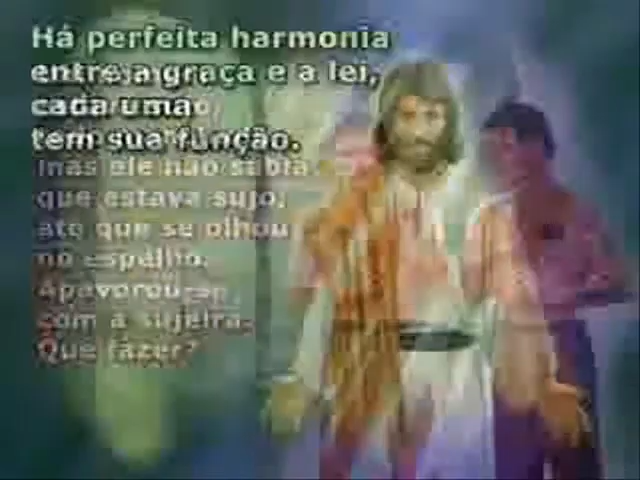 Há perfeita harmonia
entre a graça e a lei,
cada uma
tem sua função.
mas ele não sabia
que estava sujo,
até que se olhou
no espelho.
Apavorou-se
com a sujeira.
Que fazer?